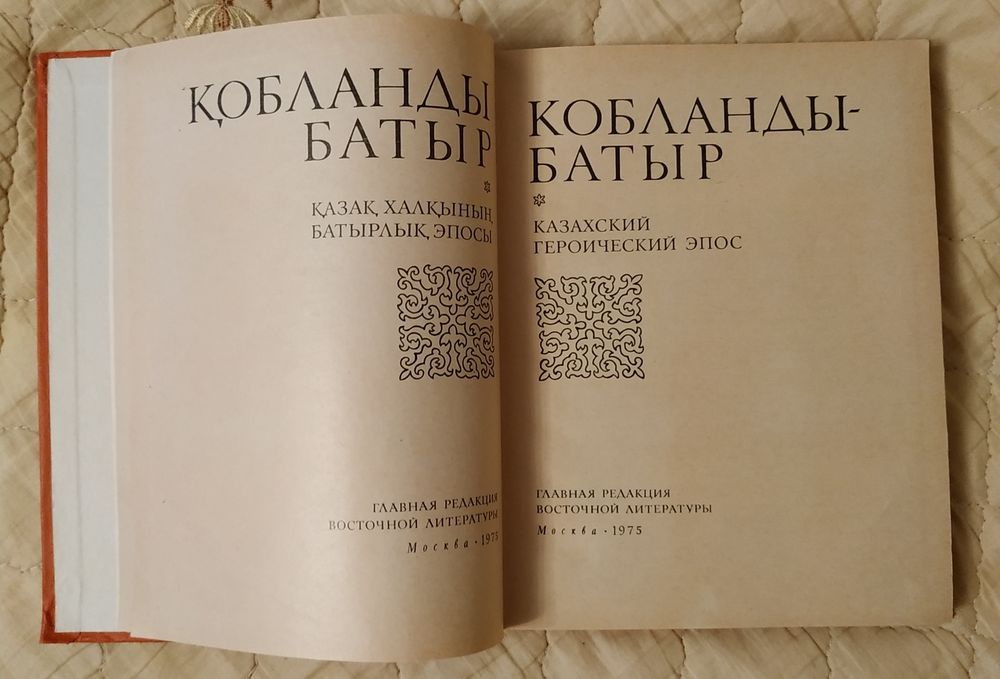 ҚОБЛАНДЫ
БАТЫР
ҚАЗАҚ ХАЛҚЫНЫҢ
БАТЫРЛЫҚ ЭПОСЫ
ГЛАВНАЯ РЕДАКЦИЯ
ВОСТОЧНОЙ ЛИТЕРАТУРЫ
Москва · 1975
КОБЛАНДЫ-
БАТЫР
КАЗАХСКИЙ
ГЕРОИЧЕСКИЙ ЭПОС
ГЛАВНАЯ РЕДАКЦИЯ
ВОСТОЧНОЙ ЛИТЕРАТУРЫ
Москва · 1975